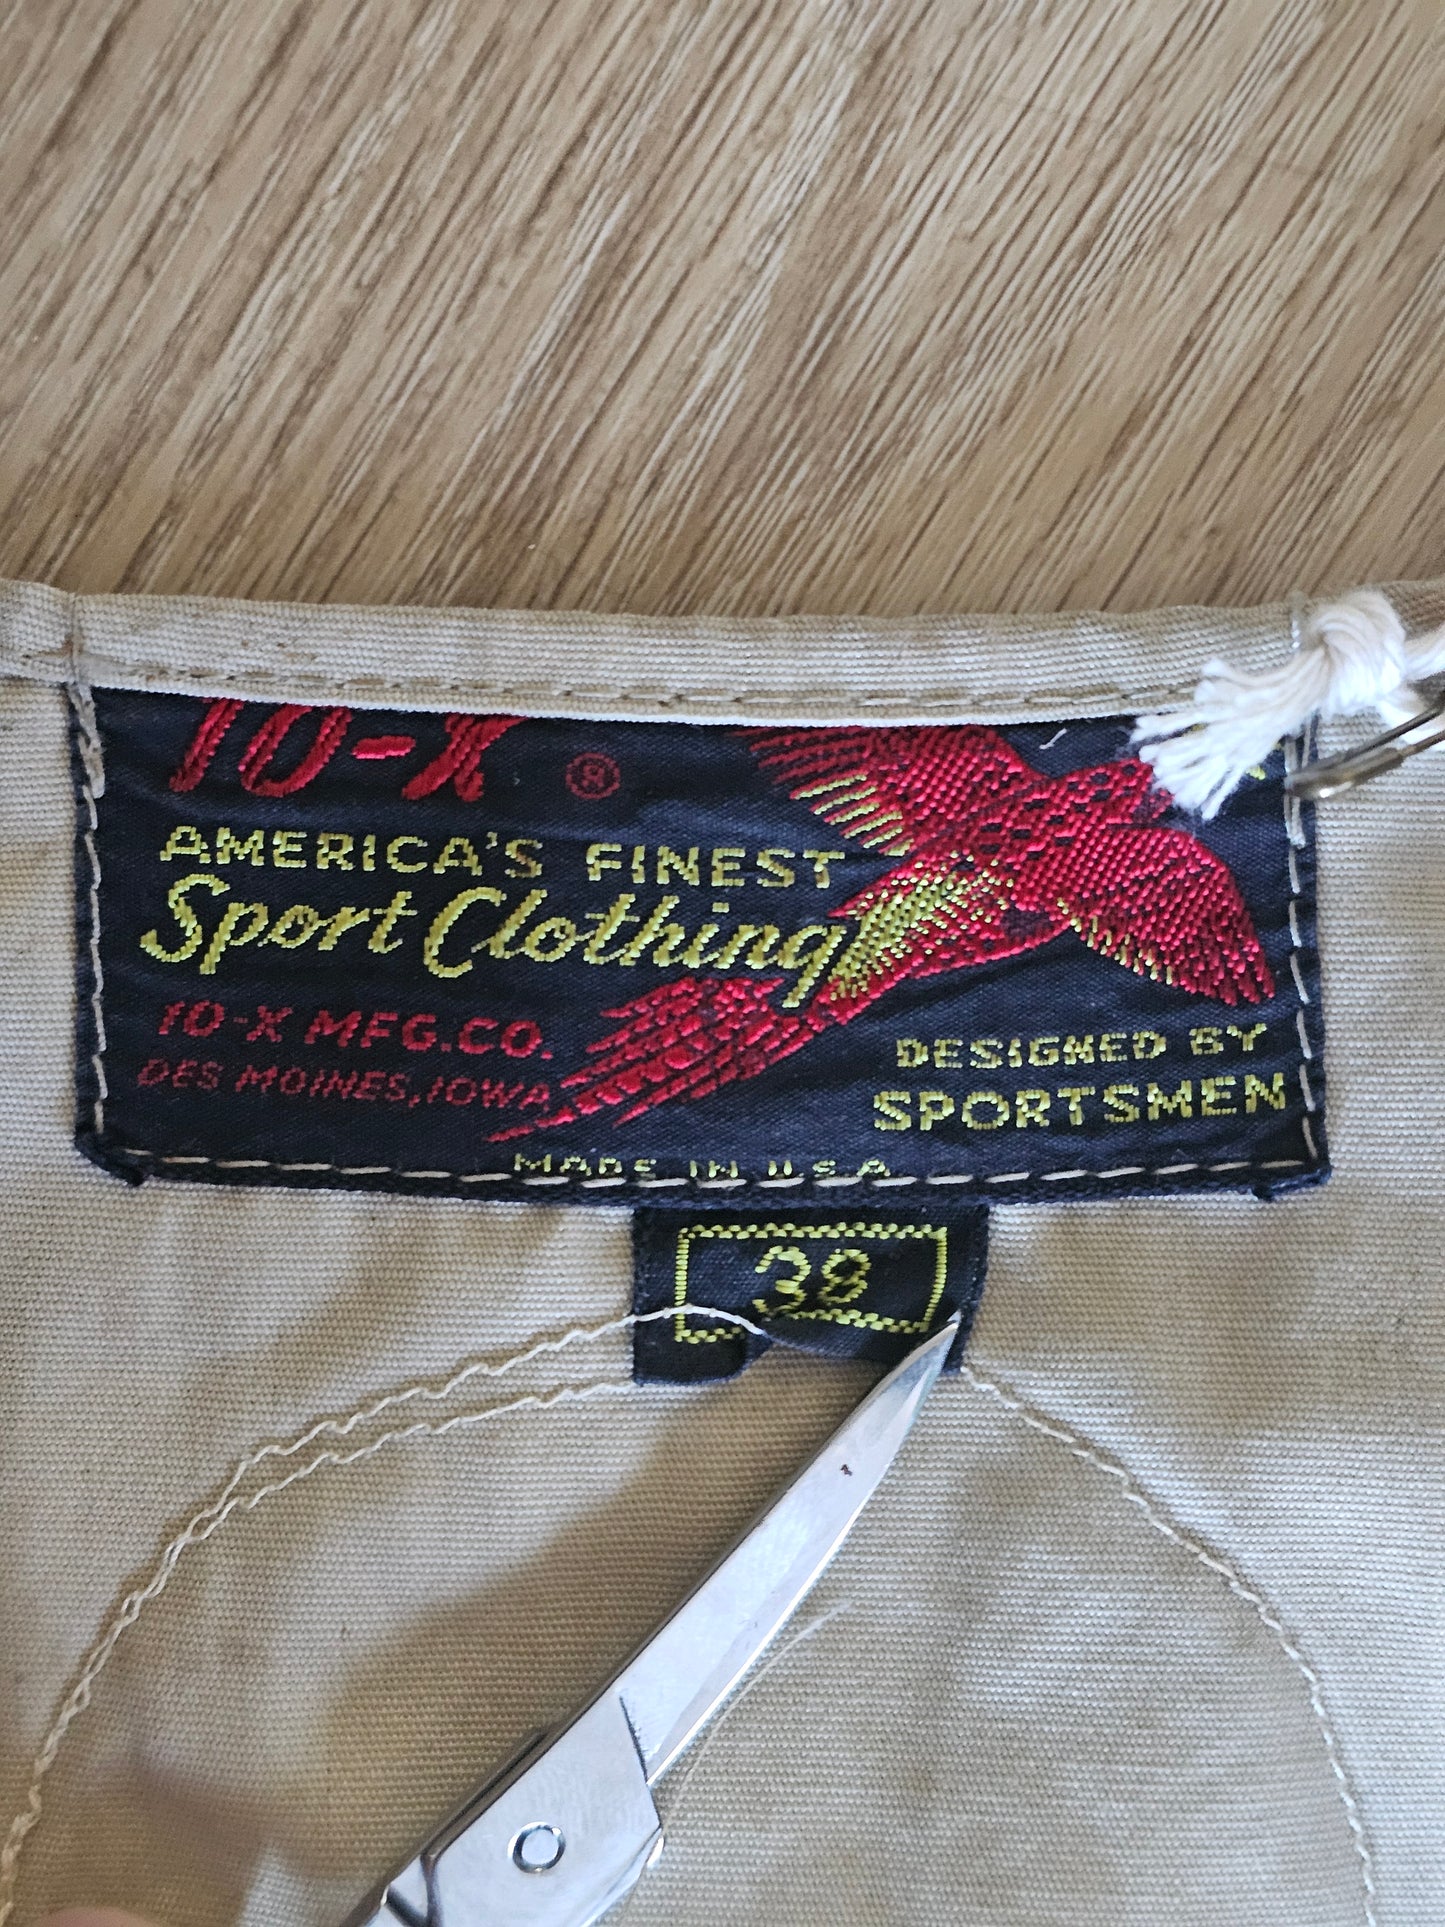 10-X ®
AMERICA'S FINEST
Sport Clothing
10-X MFG.CO.
DES MOINES, IOWA
DESIGNED BY
SPORTSMEN
MADE IN U.S.A
38